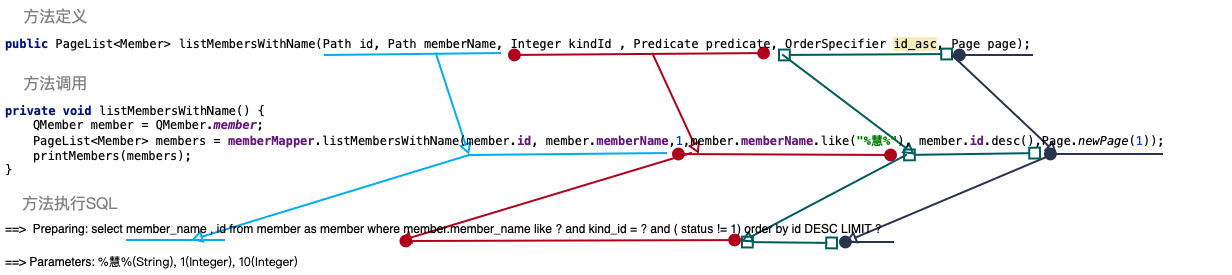 方法定义
public PageList<Member> listMembersWithName(Path id, Path memberName, Integer kindId , Predicate predicate, OrderSpecifier id_asc, Page page);
方法调用
private void listMembersWithName() {
QMember member = QMember.member;
PageList<Member> members = memberMapper.listMembersWithName(member.id, member.memberName,1,member.memberName.like("%慧%"), member.id.desc(),Page.newPage(1));
printMembers(members);
}
方法执行SQL
==> Preparing: select member_name , id from member as member where member.member_name like ? and kind_id = ? and ( status != 1) order by id DESC LIMIT ?
==> Parameters: %慧%(String), 1(Integer), 10(Integer)